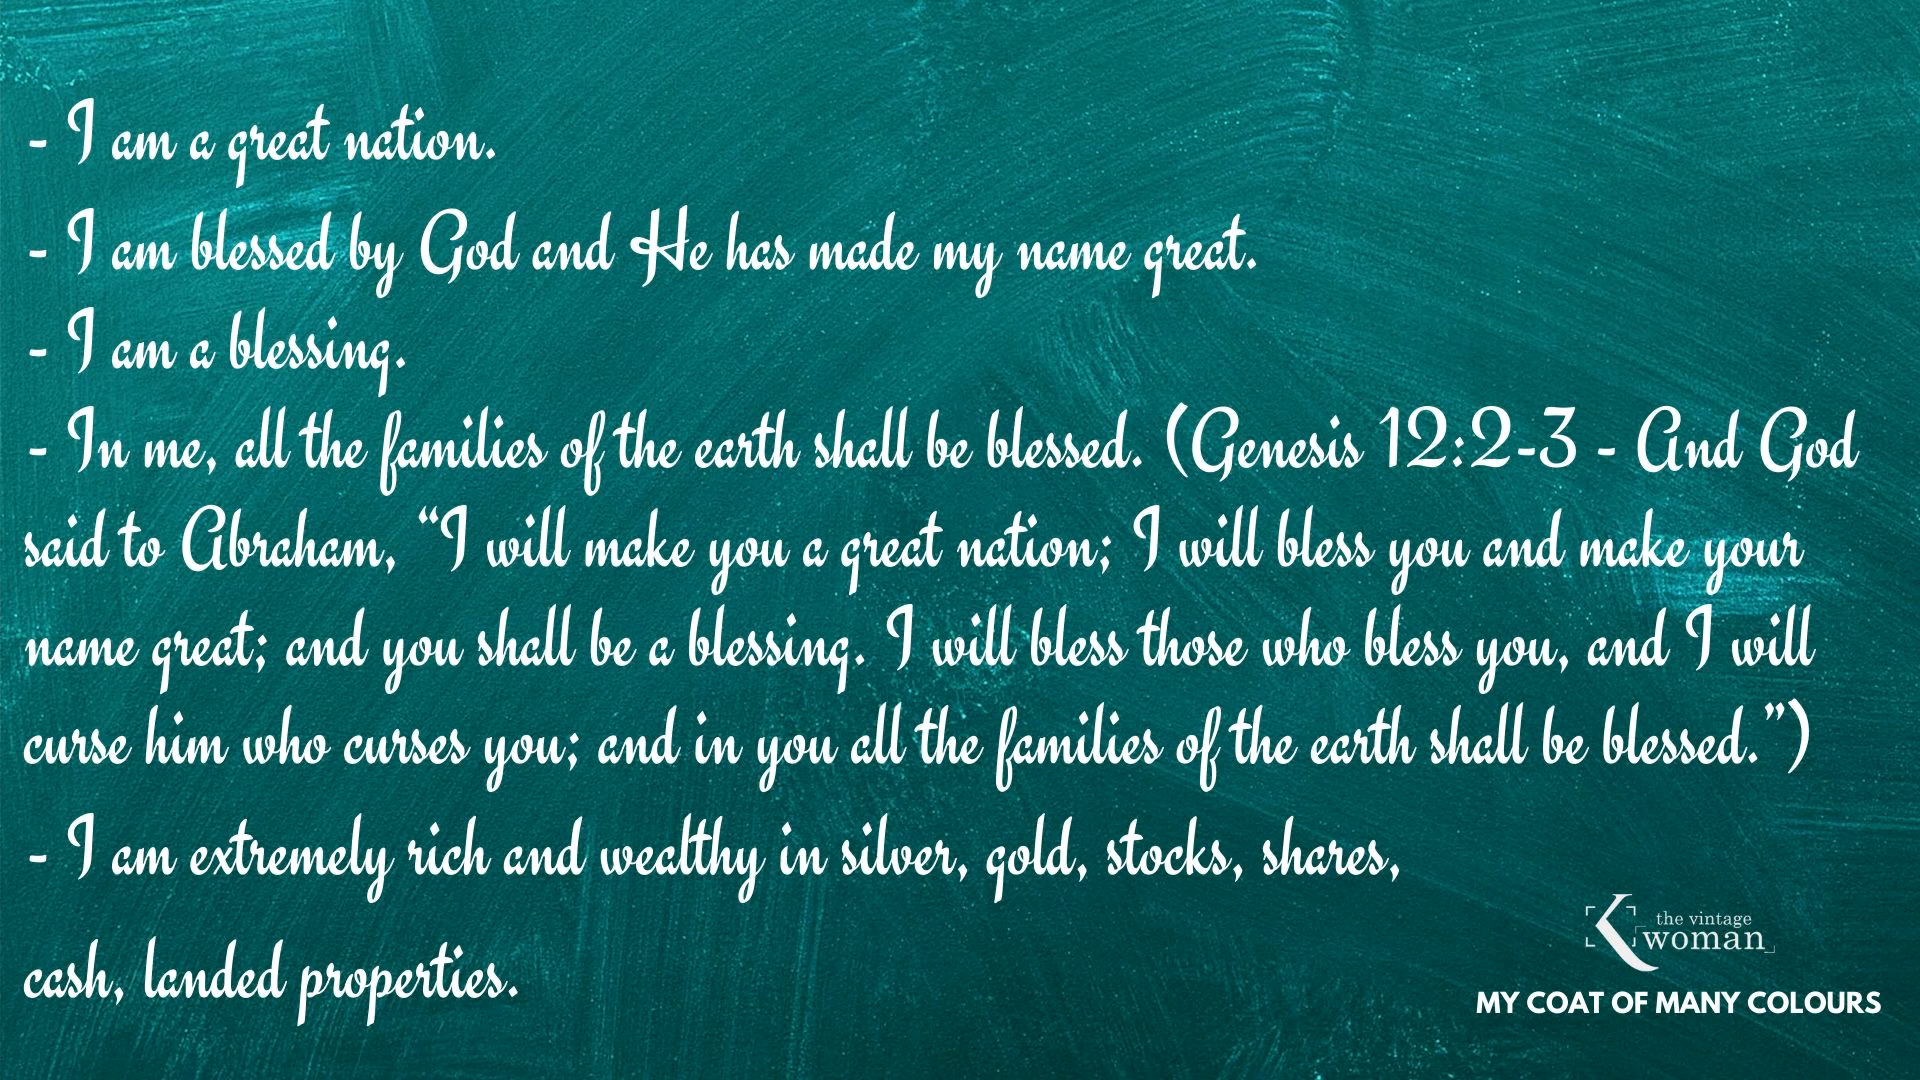 - I am a great nation.
- I am blessed by God and He has made my name great.
- I am a blessing.
- In me, all the families of the earth shall be blessed. (Genesis 12:2-3 - And God
said to Abraham, “I will make you a great nation; I will bless you and make your
name great; and you shall be a blessing. I will bless those who bless you, and I will
curse him who curses you; and in you all the families of the earth shall be blessed.”)
- I am extremely rich and wealthy in silver, gold, stocks, shares,
cash, landed properties.
K the vintage
woman
MY COAT OF MANY COLOURS